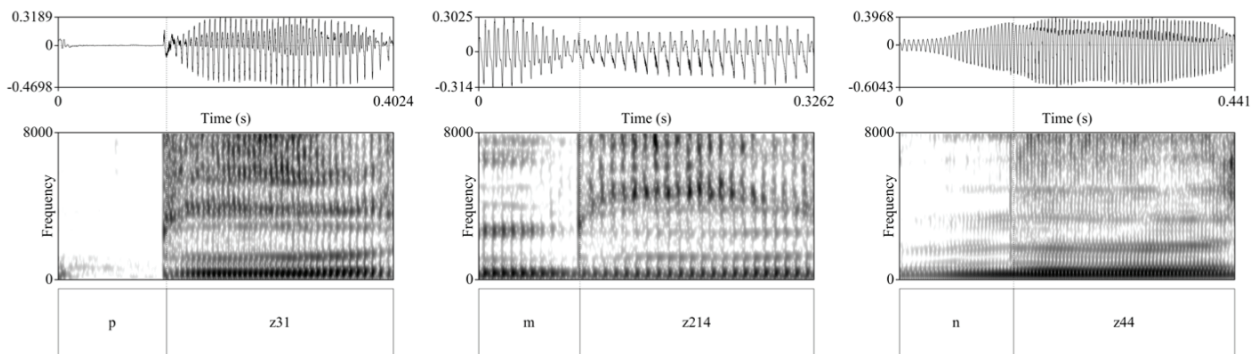 0.3189
0
-0.4698
0
0.4024
Time (s)
8000
Frequency
0
p
z31
0.3025
0
-0.314
0
0.3262
Time (s)
8000
Frequency
0
m
z214
0.3968
0
-0.6043
0
0.441
Time (s)
8000
Frequency
0
n
z44